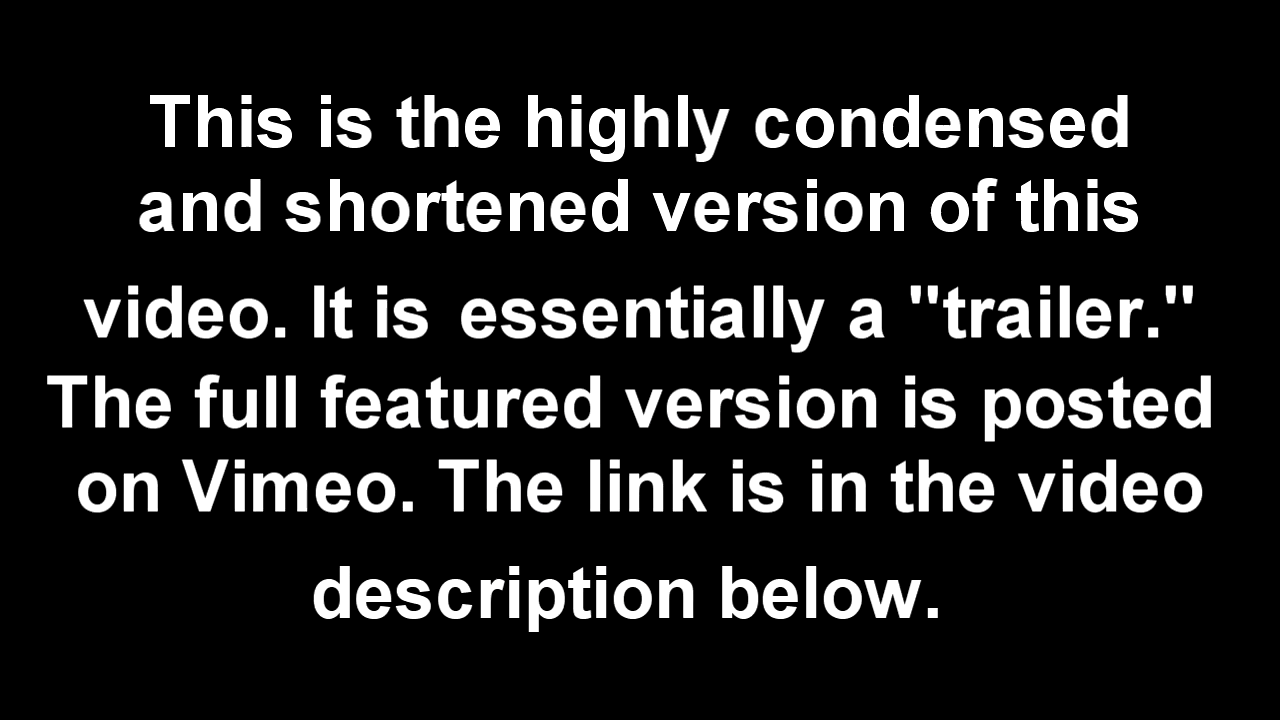 This is the highly condensed
and shortened version of this
video. It is essentially a "trailer."
The full featured version is posted
on Vimeo. The link is in the video
description below.